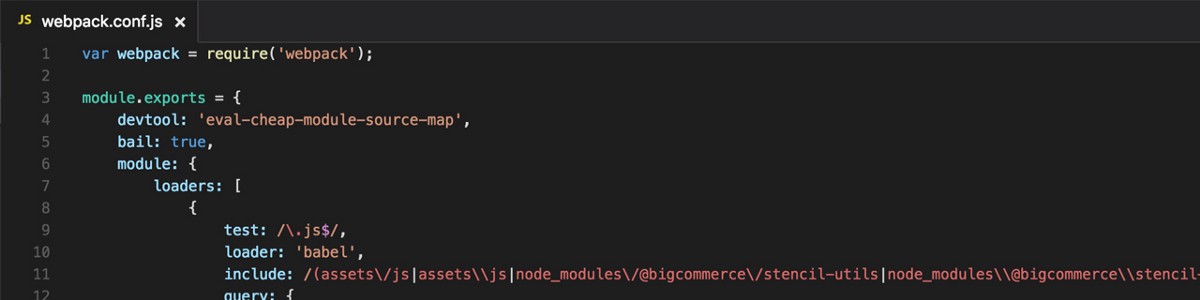 JS webpack.conf.js ×
1 var webpack = require('webpack');
2
3 module.exports = {
4 devtool: 'eval-cheap-module-source-map',
5 bail: true,
6 module: {
7 loaders: [
8 {
9 test: /\.js$/,
10 loader: 'babel',
11 include: /(assets\/js|assets\\js|node_modules\/@bigcommerce\/stencil-utils|node_modules\\@bigcommerce\\stencil-
12 query: {